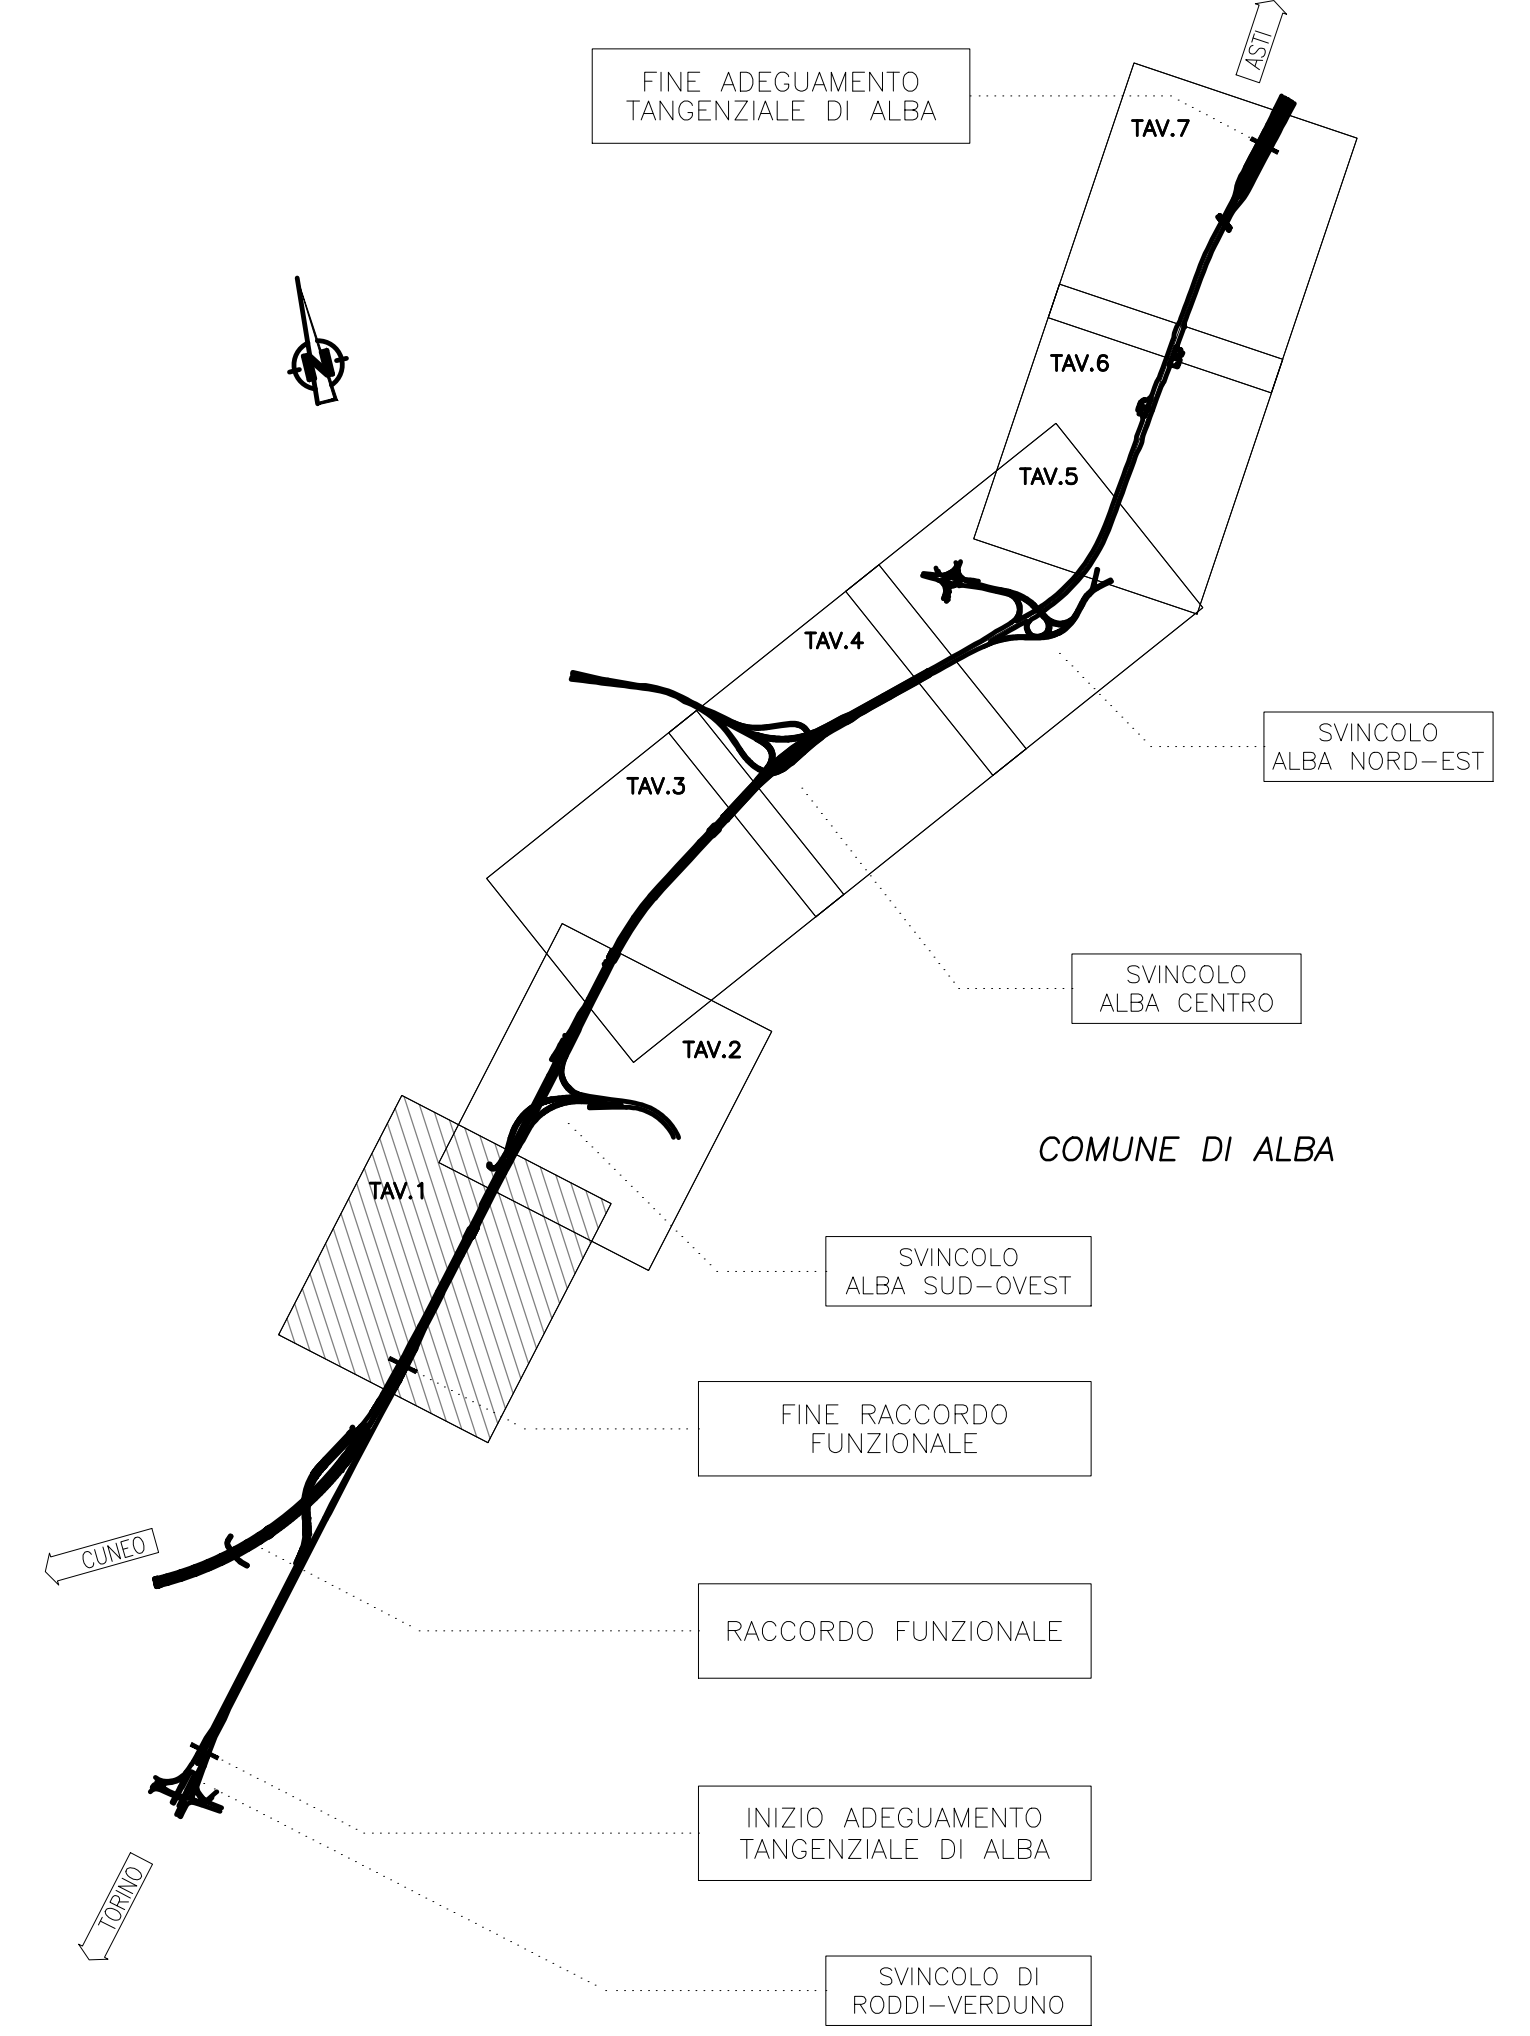 ASTI
FINE ADEGUAMENTO
TANGENZIALE DI ALBA
TAV.7
N
TAV.6
TAV.5
TAV.4
SVINCOLO
ALBA NORD-EST
TAV.3
SVINCOLO
ALBA CENTRO
TAV.2
COMUNE DI ALBA
TAV.1
SVINCOLO
ALBA SUD-OVEST
FINE RACCORDO
FUNZIONALE
CUNEO
RACCORDO FUNZIONALE
INIZIO ADEGUAMENTO
TANGENZIALE DI ALBA
TORINO
SVINCOLO DI
RODDI-VERDUNO